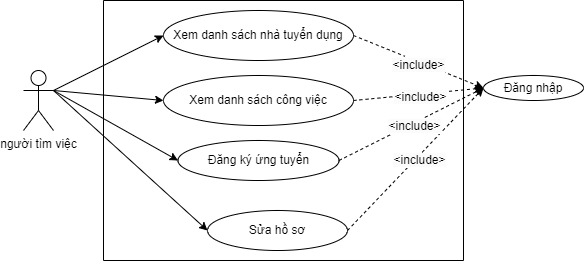 Xem danh sách nhà tuyển dụng
<include>
Xem danh sách công việc
<include>
Đăng nhập
<include>
người tìm việc
Đăng ký ứng tuyển
<include>
Sửa hồ sơ